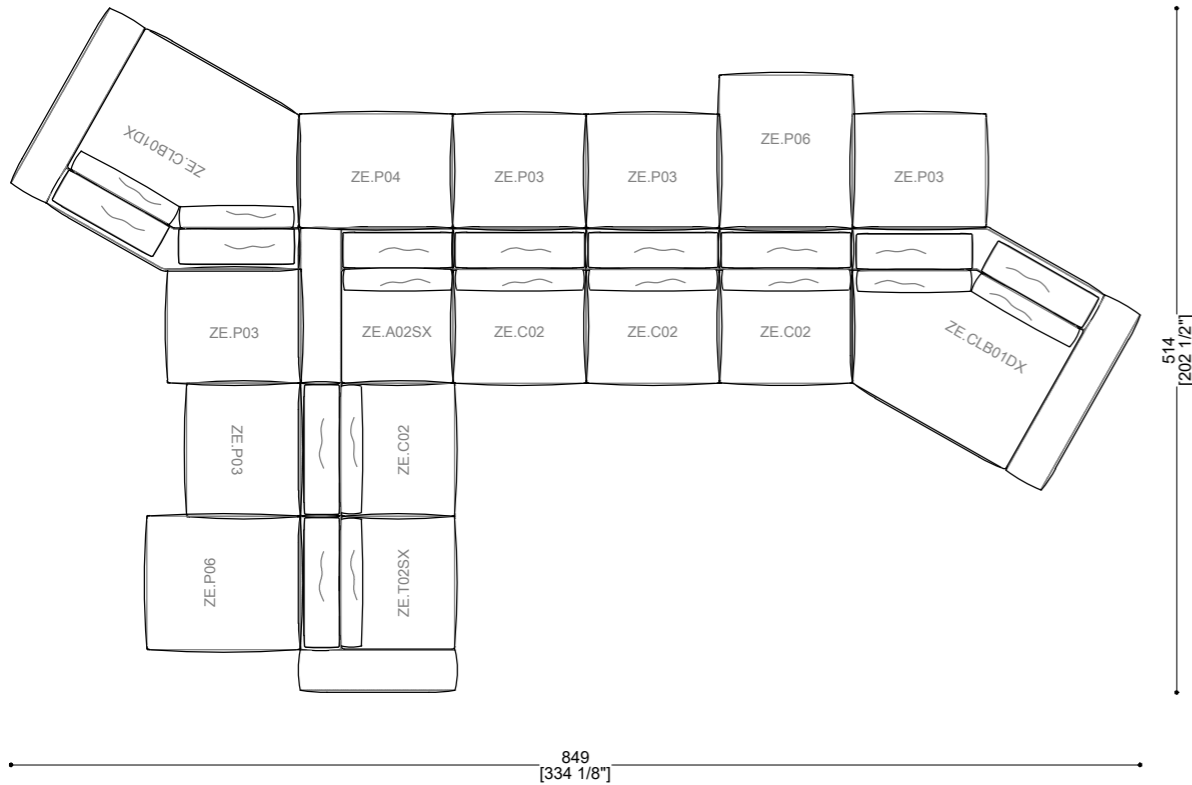 ZE.P06
ZE.CLB01DX
ZE.P04
ZE.P03
ZE.P03
ZE.P03
ZE.P03
ZE.A02SX
ZE.C02
ZE.C02
ZE.C02
ZE.CLB01DX
514
[202 1/2"]
ZE.P03
ZE.C02
ZE.P06
ZE.T02SX
849
[334 1/8"]